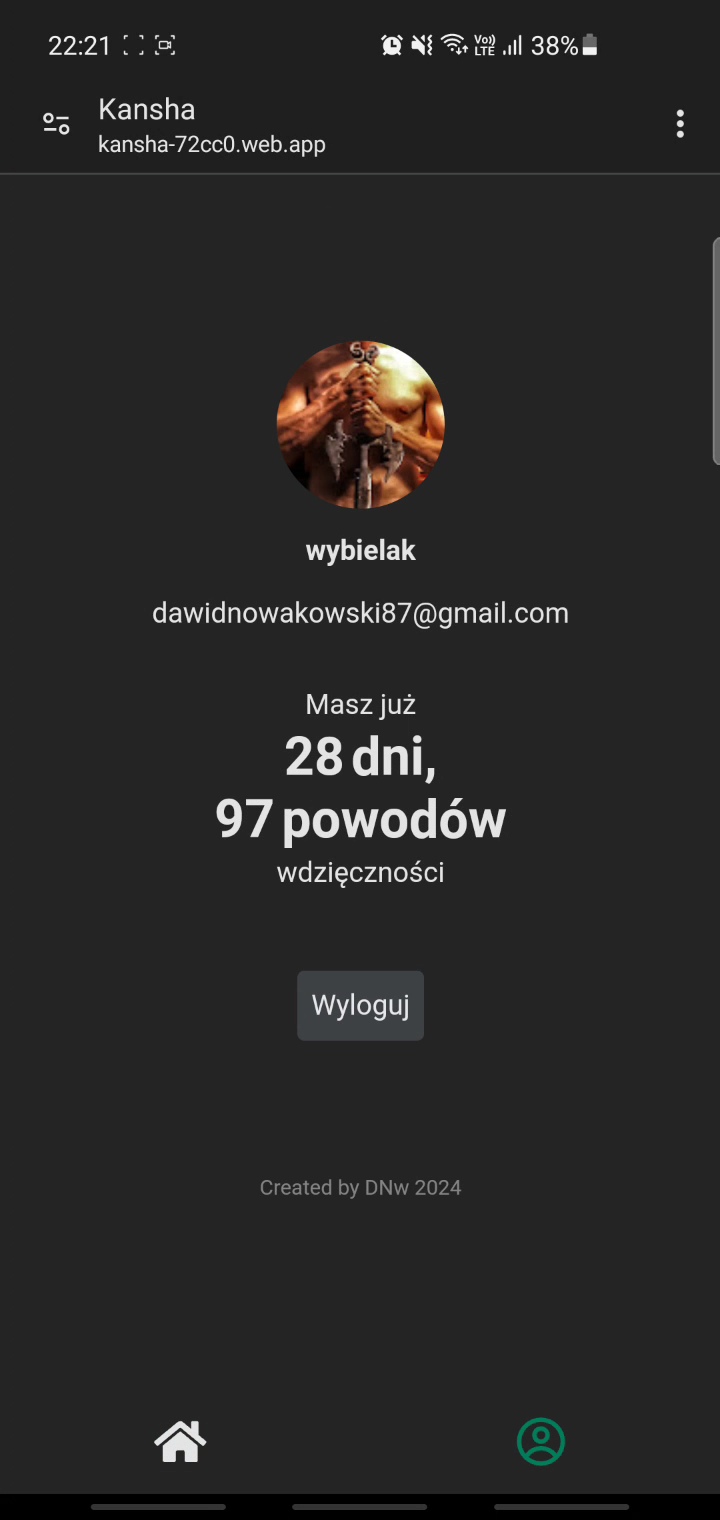 22:21
Vo))
LTE
38%
Kansha
kansha-72cc0.web.app
wybielak
dawidnowakowski87@gmail.com
Masz już
28 dni,
97 powodów
wdzięczności
Wyloguj
Created by DNw 2024